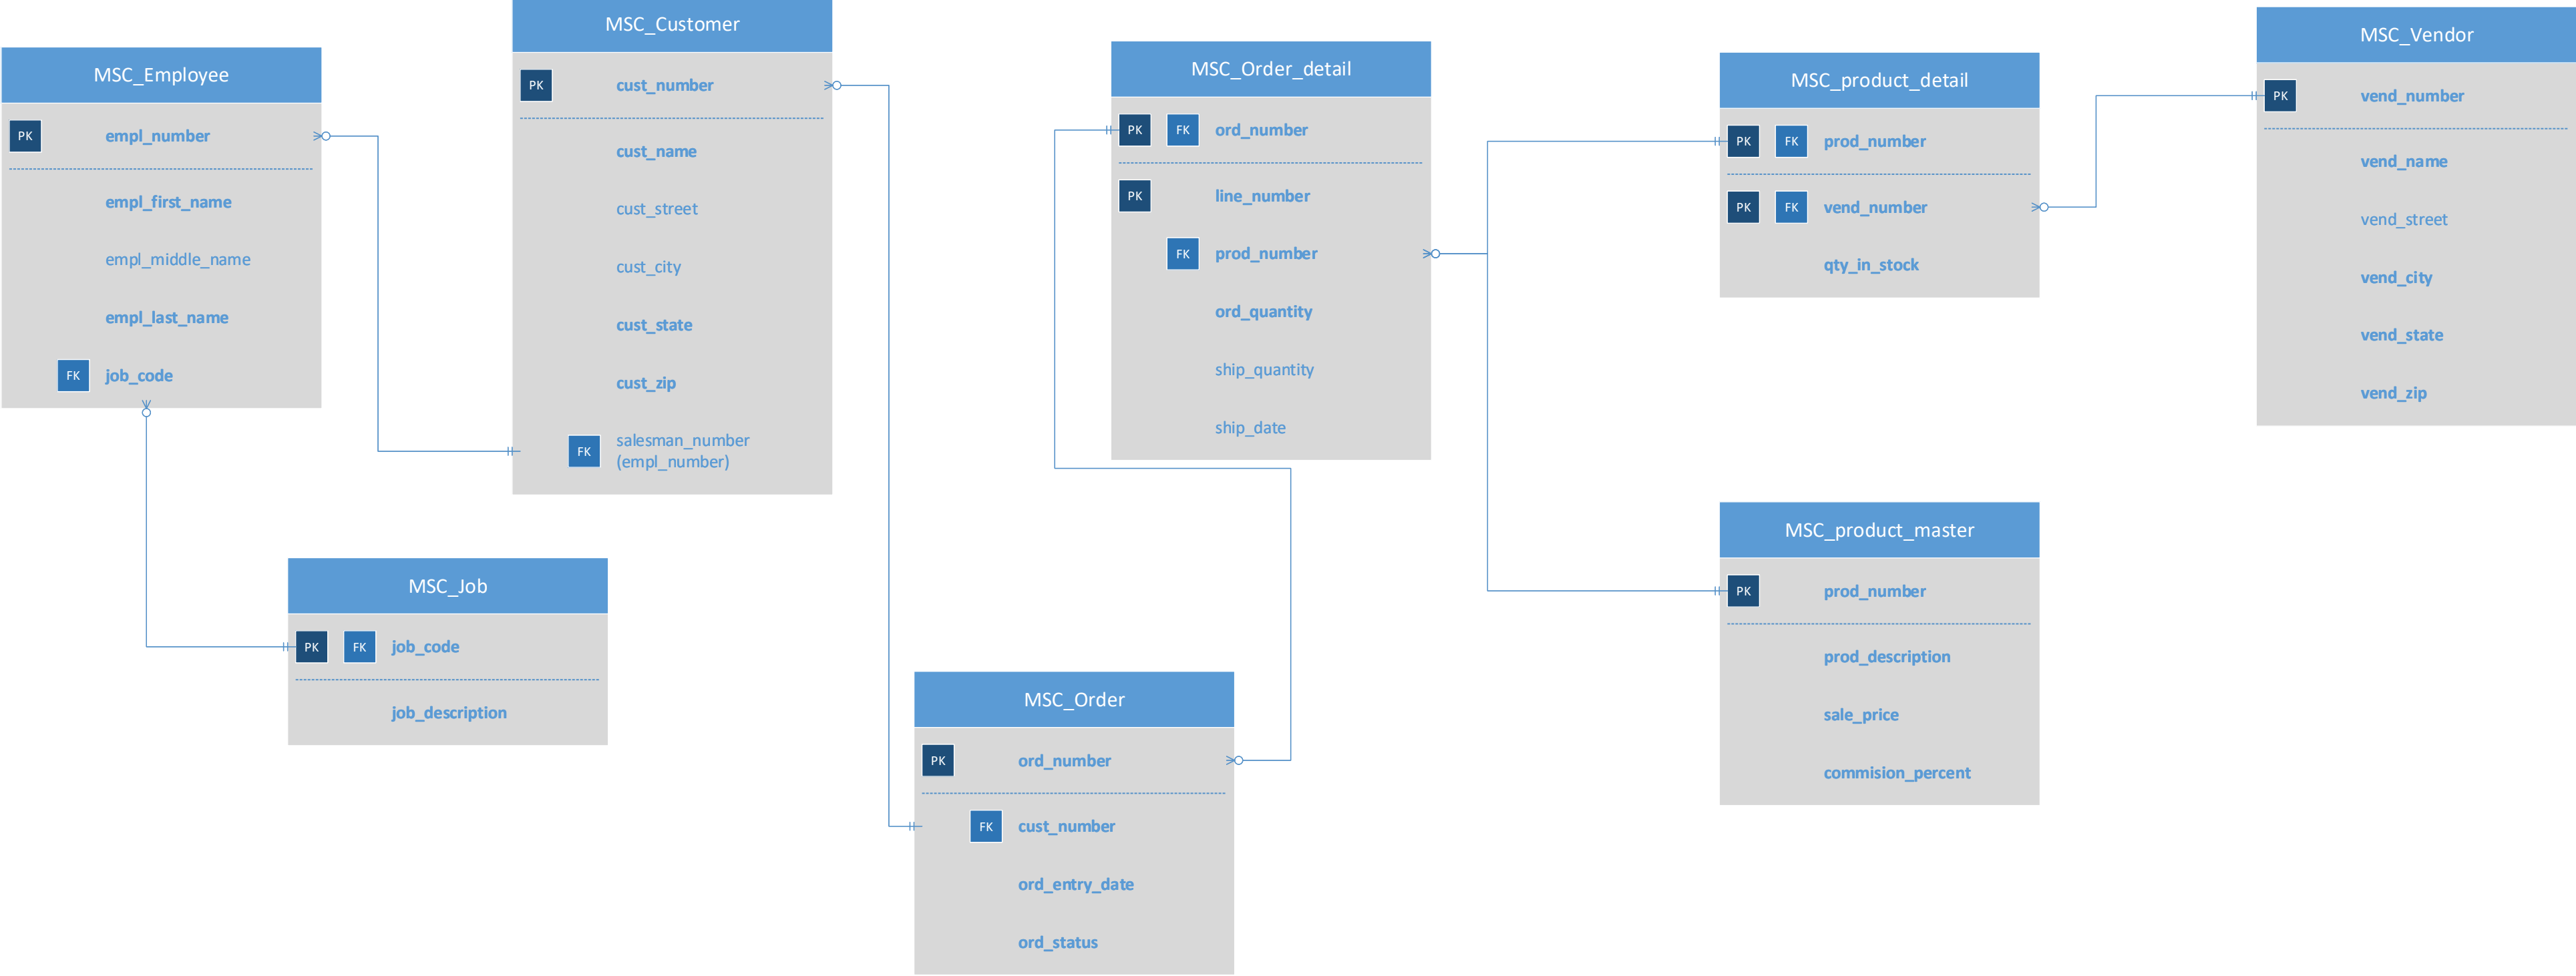 MSC_Employee
PK empl_number
empl_first_name
empl_middle_name
empl_last_name
FK job_code
MSC_Customer
PK cust_number
cust_name
cust_street
cust_city
cust_state
cust_zip
FK salesman_number
(empl_number)
MSC_Job
PK FK job_code
job_description
MSC_Order
PK ord_number
FK cust_number
ord_entry_date
ord_status
MSC_Order_detail
PK FK ord_number
PK line_number
FK prod_number
ord_quantity
ship_quantity
ship_date
MSC_product_detail
PK FK prod_number
PK FK vend_number
qty_in_stock
MSC_product_master
PK prod_number
prod_description
sale_price
commision_percent
MSC_Vendor
PK vend_number
vend_name
vend_street
vend_city
vend_state
vend_zip